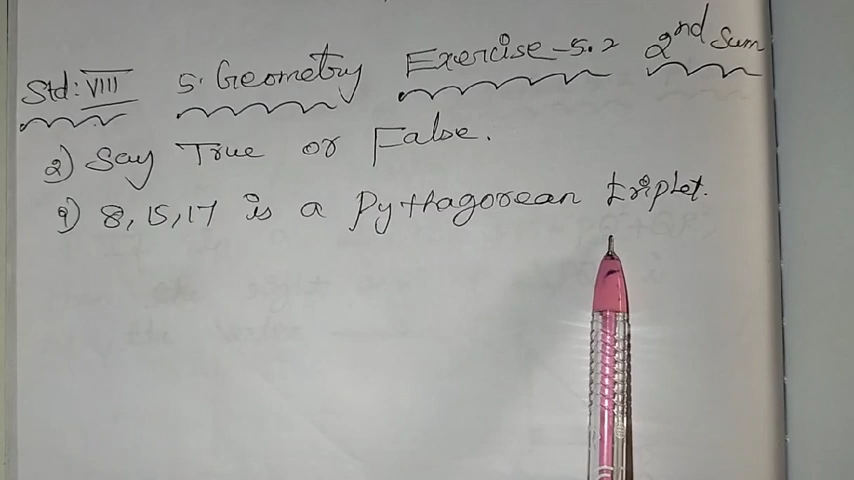 Std: VIII 5. Geometry Exercise-5.2 2nd Sum
2) Say True or False.
i) 8, 15, 17 is a Pythagorean triplet.